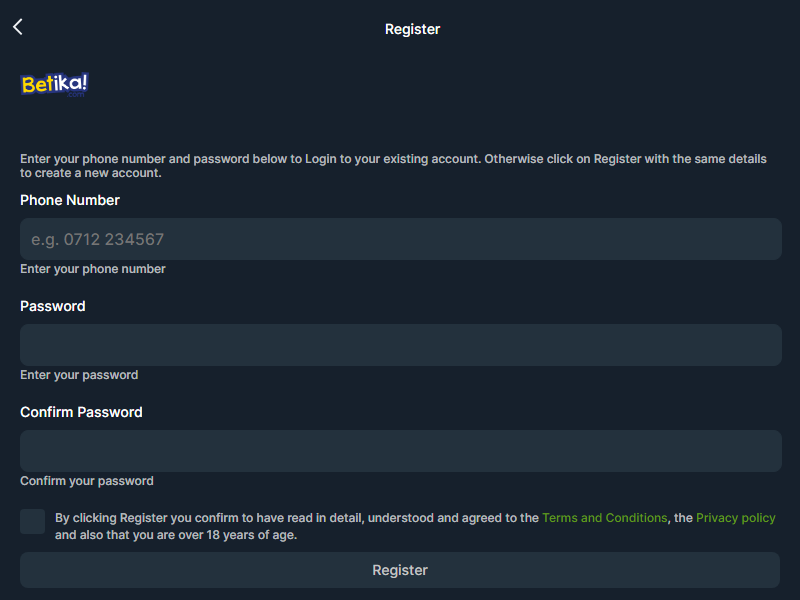 Register
Betika!
Enter your phone number and password below to Login to your existing account. Otherwise click on Register with the same details
to create a new account.
Phone Number
e.g. 0712 234567
Enter your phone number
Password
Enter your password
Confirm Password
Confirm your password
By clicking Register you confirm to have read in detail, understood and agreed to the Terms and Conditions, the Privacy policy
and also that you are over 18 years of age.
Register